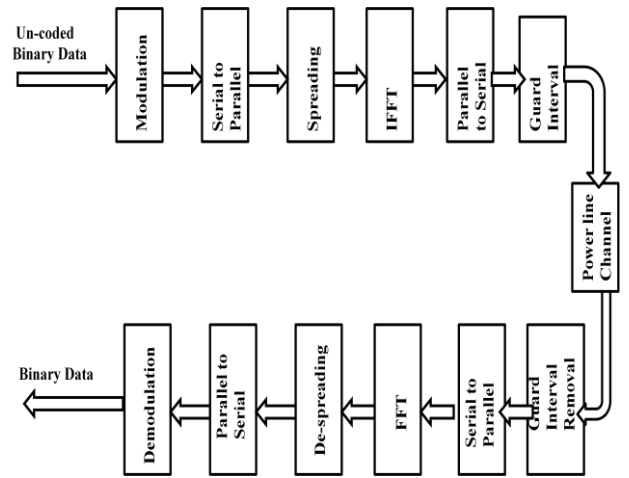 Un-coded
Binary Data
Modulation
Serial to
Parallel
Spreading
IFFT
Parallel
to Serial
Guard
Interval
Power line
Channel
Guard
Interval
Removal
Serial to
Parallel
FFT
De-spreading
Parallel to
Serial
Demodulation
Binary Data